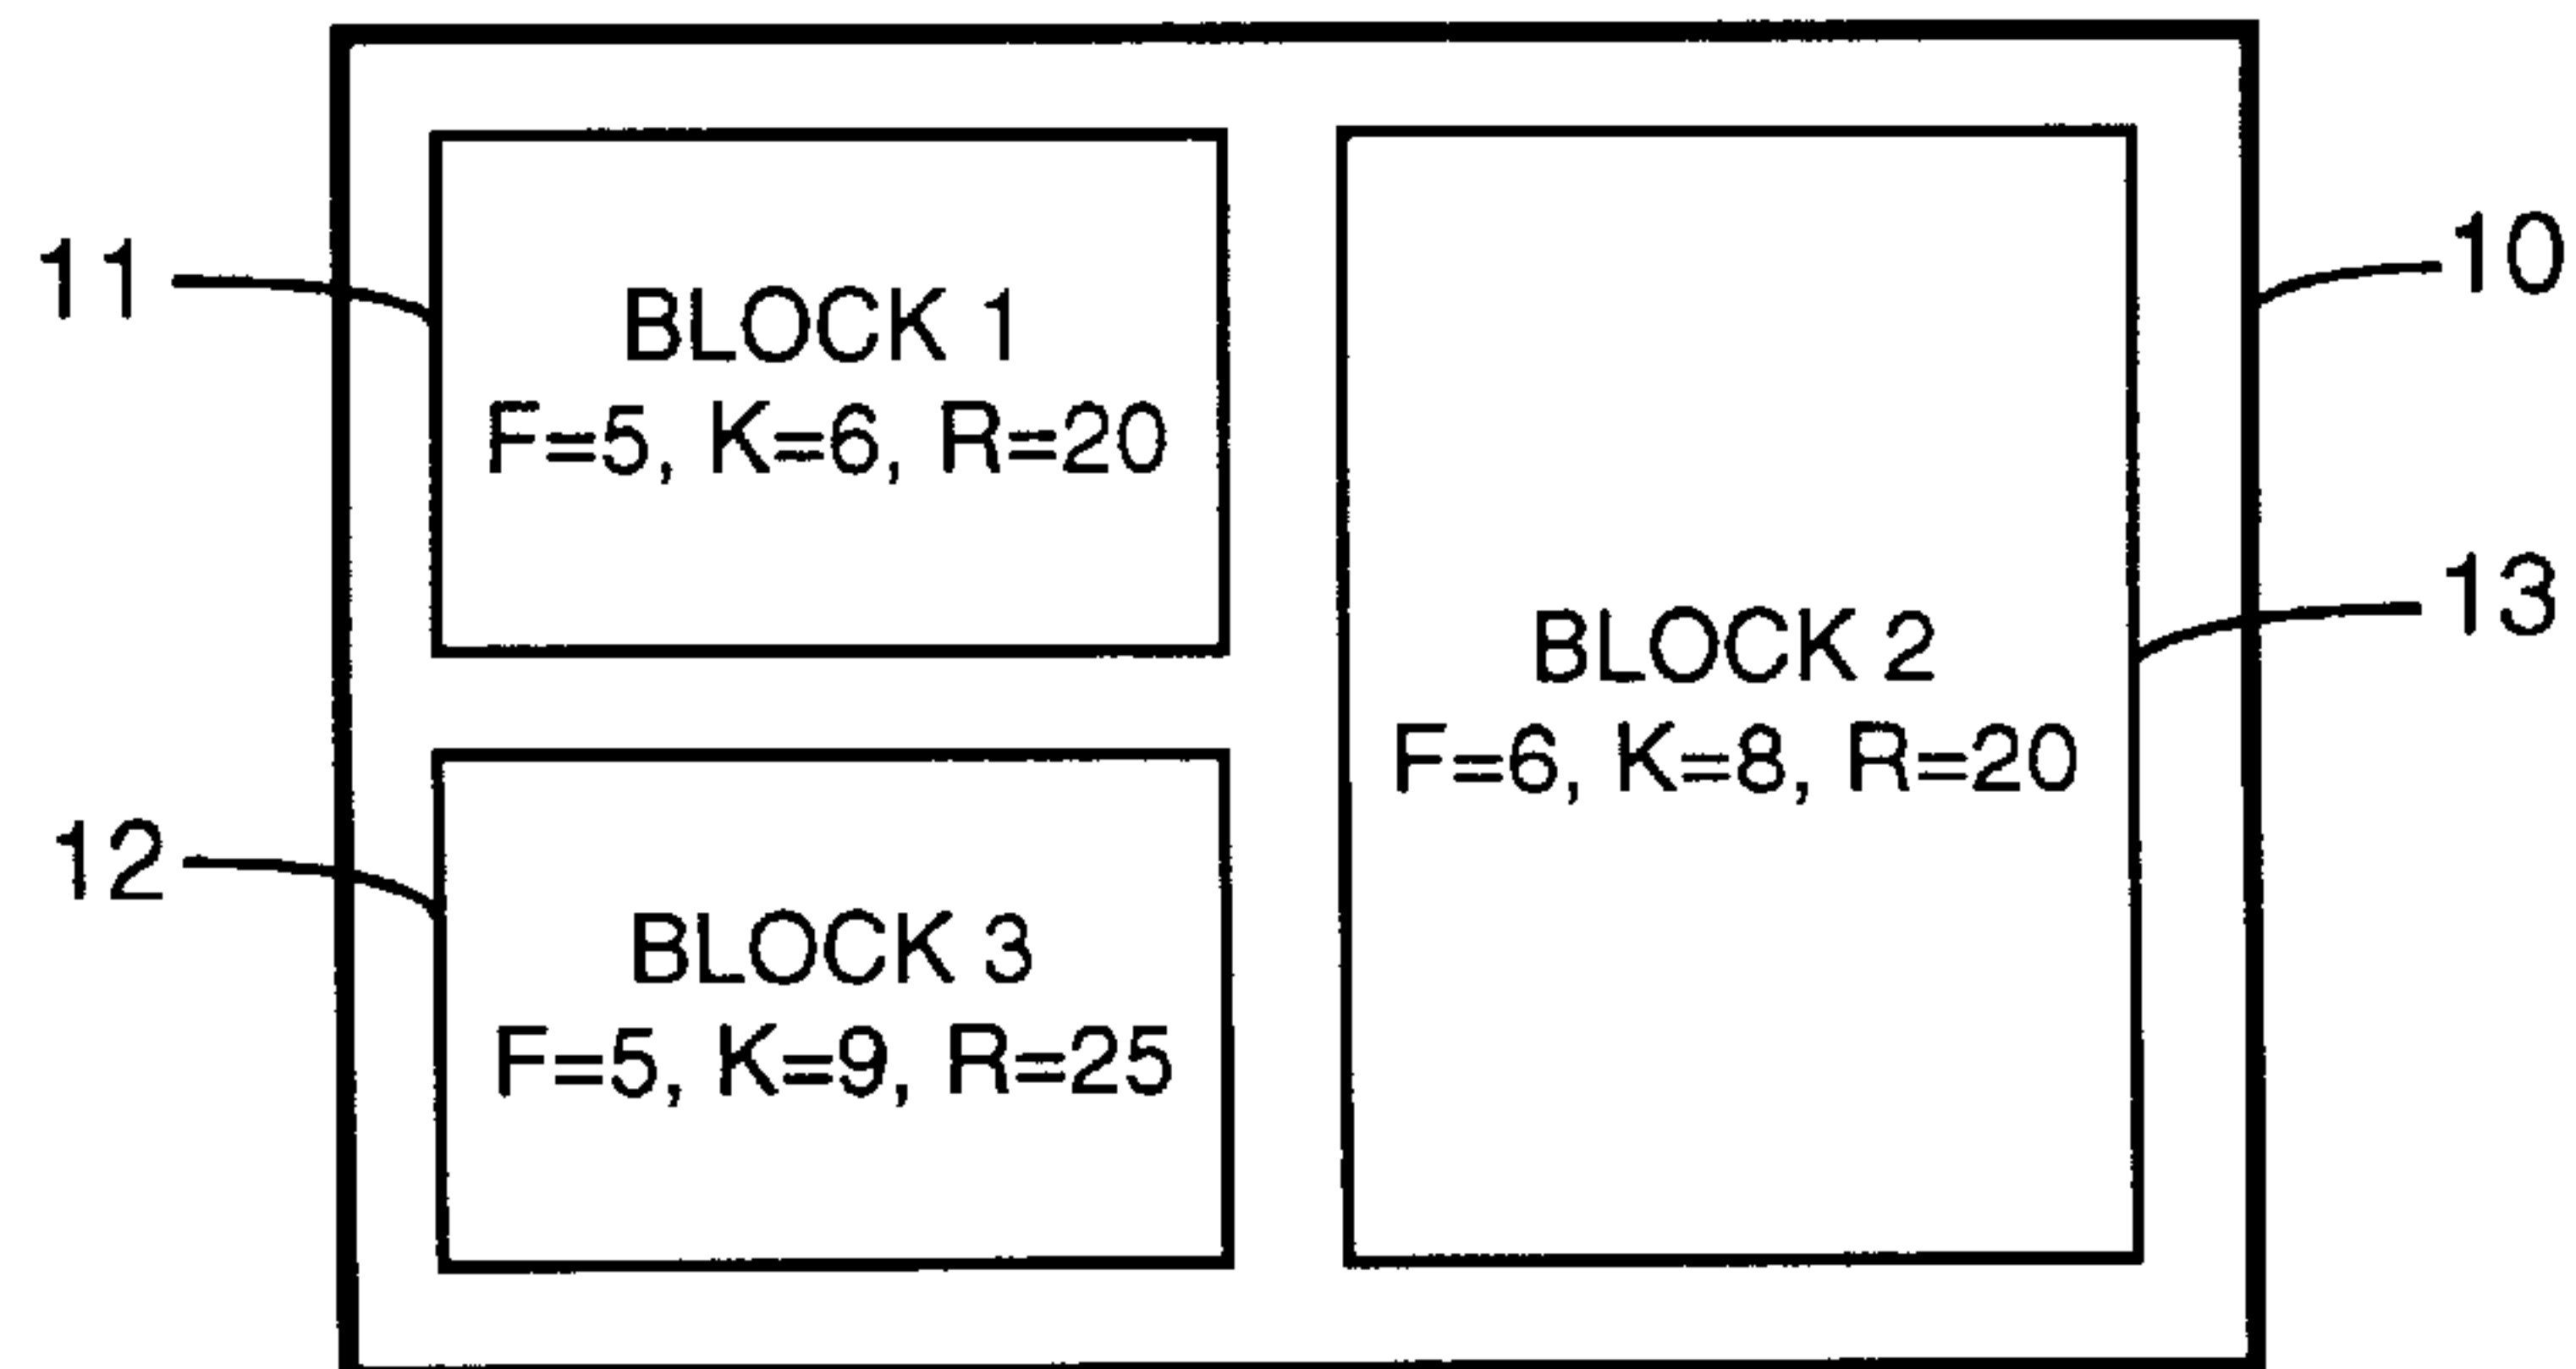 11
BLOCK 1
F=5, K=6, R=20
12
BLOCK 3
F=5, K=9, R=25
BLOCK 2
F=6, K=8, R=20
10
13